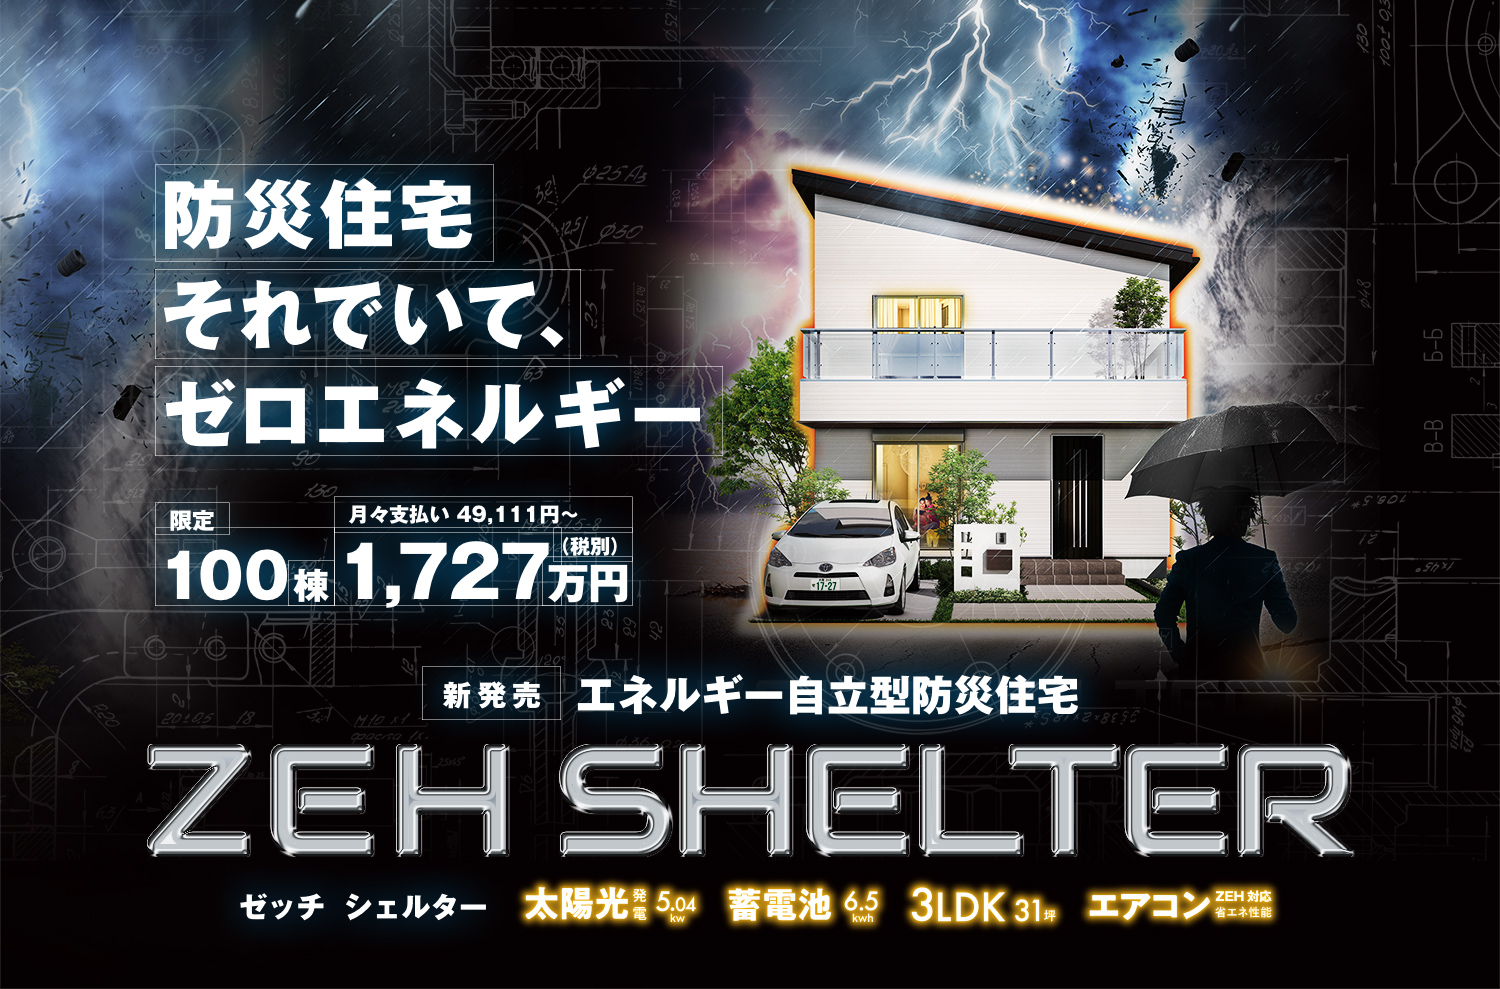 防災住宅
それでいて、
ゼロエネルギー
限定
100棟
月々支払い 49,111円〜
1,727万円
(税別)
17-27
新発売
エネルギー自立型防災住宅
ZEH SHELTER
ゼッチ シェルター
太陽光発電 5.04kw
蓄電池 6.5kwh
3LDK 31坪
エアコン ZEH対応
省エネ性能